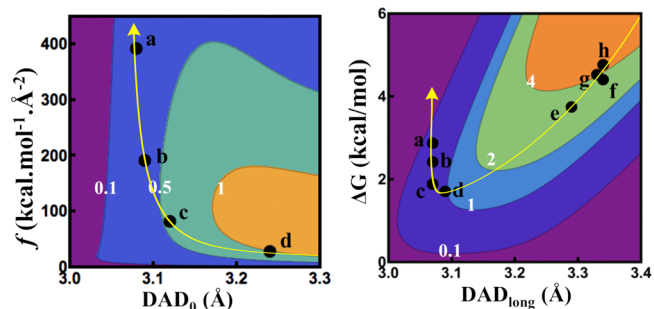 f (kcal.mol⁻¹.Å⁻²)
400
300
200
100
0
3.0
3.1
3.2
3.3
DAD₀ (Å)
a
b
c
d
0.1
0.5
1
ΔG (kcal/mol)
6
4
2
0
3.0
3.1
3.2
3.3
3.4
DAD_long (Å)
a
b
c
d
e
f
g
h
0.1
1
2
4